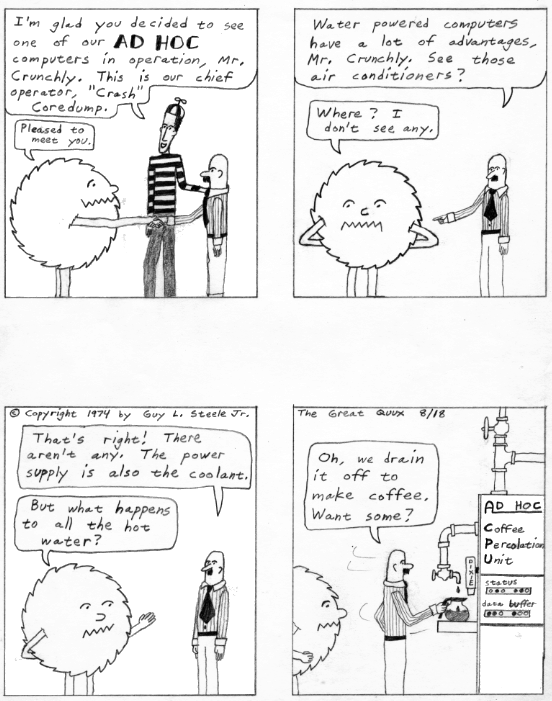 I'm glad you decided to see
one of our AD HOC
computers in operation, Mr.
Crunchly. This is our chief
operator, "Crash"
Coredump.
Pleased to
meet you.
Water powered computers
have a lot of advantages,
Mr. Crunchly. See those
air conditioners?
Where? I
don't see any.
© Copyright 1974 by Guy L. Steele Jr.
That's right! There
aren't any. The power
supply is also the coolant.
But what happens
to all the hot
water?
The Great Quux 8/18
Oh, we drain
it off to
make coffee.
Want some?
DIXIE
AD HOC
Coffee
Percolation
Unit
status
data buffer